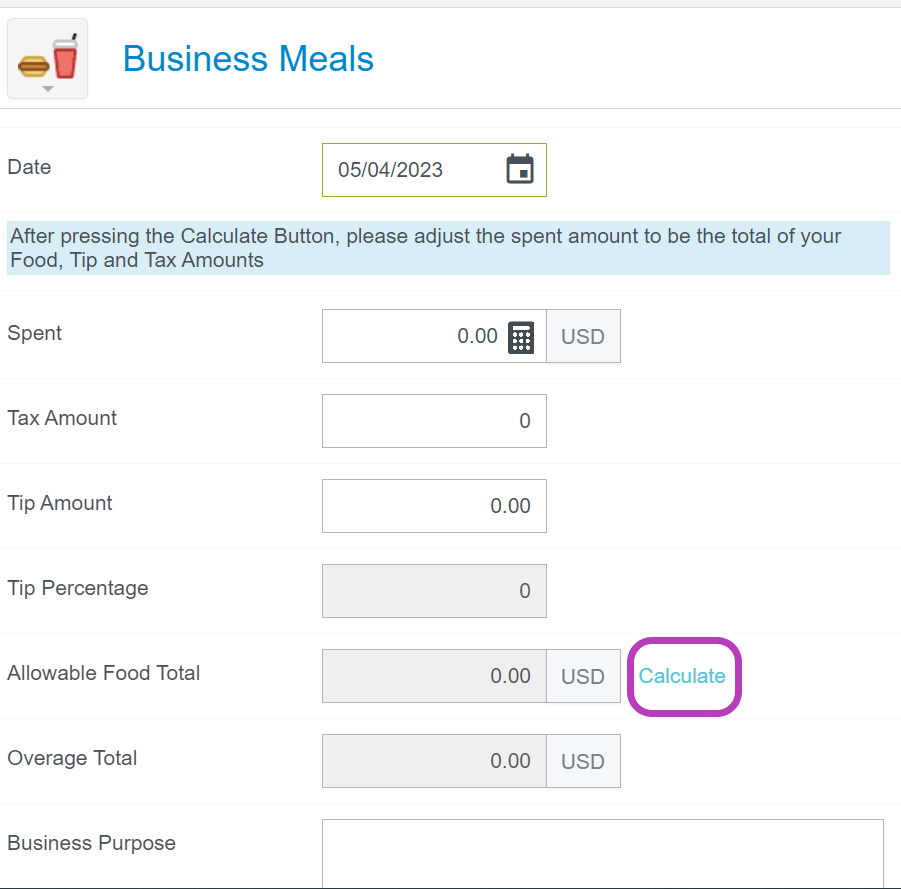 Business Meals
Date
05/04/2023
After pressing the Calculate Button, please adjust the spent amount to be the total of your
Food, Tip and Tax Amounts
Spent
0.00
USD
Tax Amount
0
Tip Amount
0.00
Tip Percentage
0
Allowable Food Total
0.00
USD
Calculate
Overage Total
0.00
USD
Business Purpose